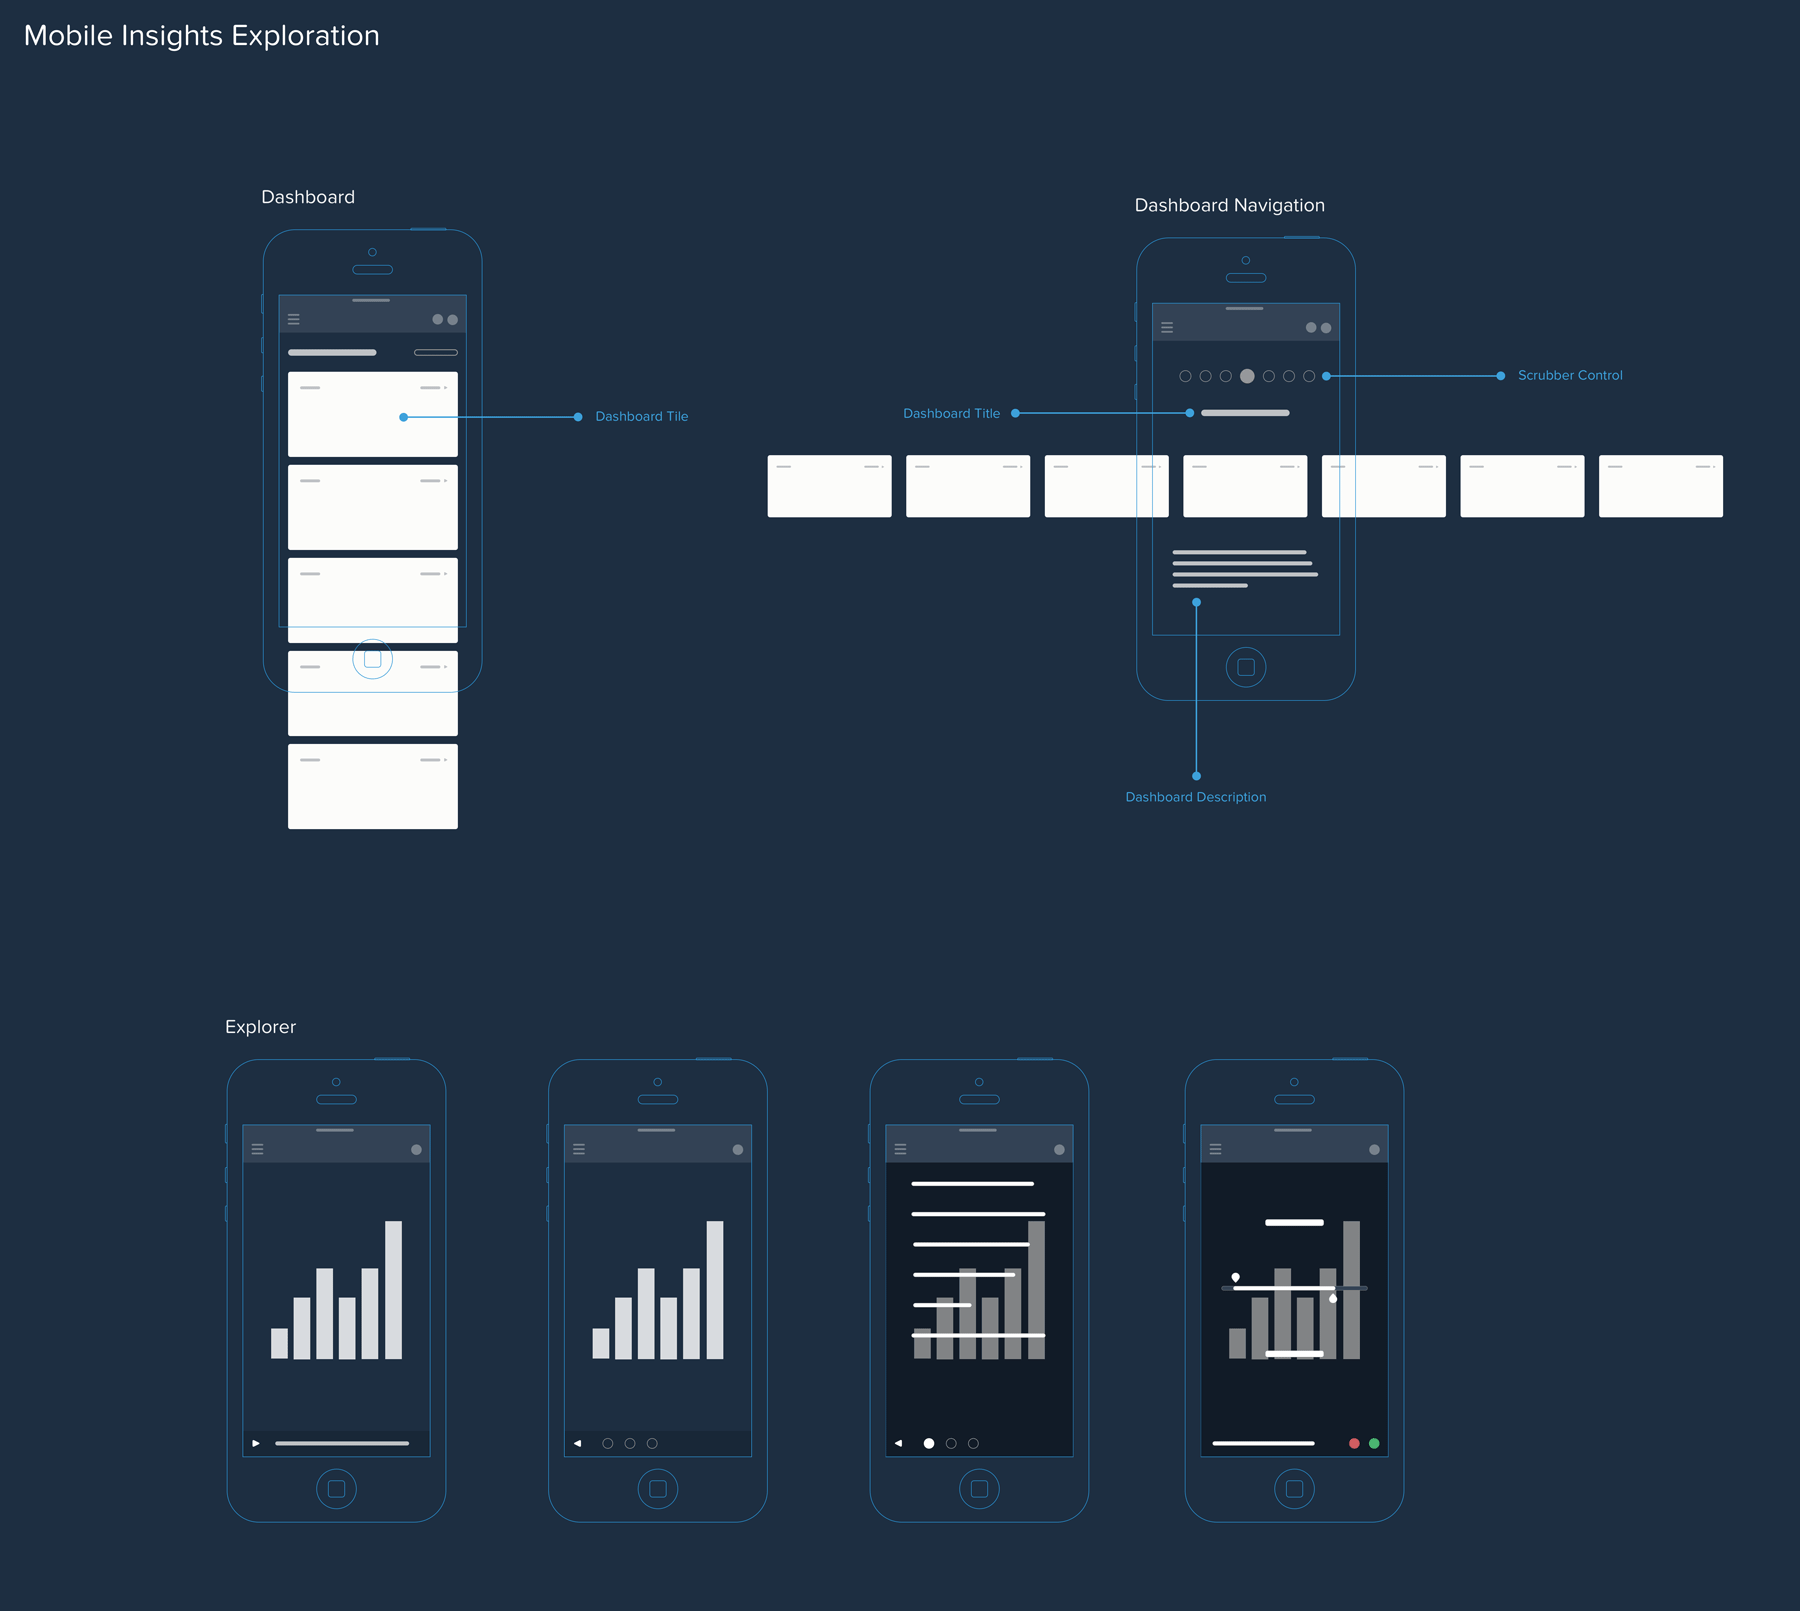 Mobile Insights Exploration
Dashboard
Dashboard Navigation
Scrubber Control
Dashboard Title
Dashboard Tile
Dashboard Description
Explorer